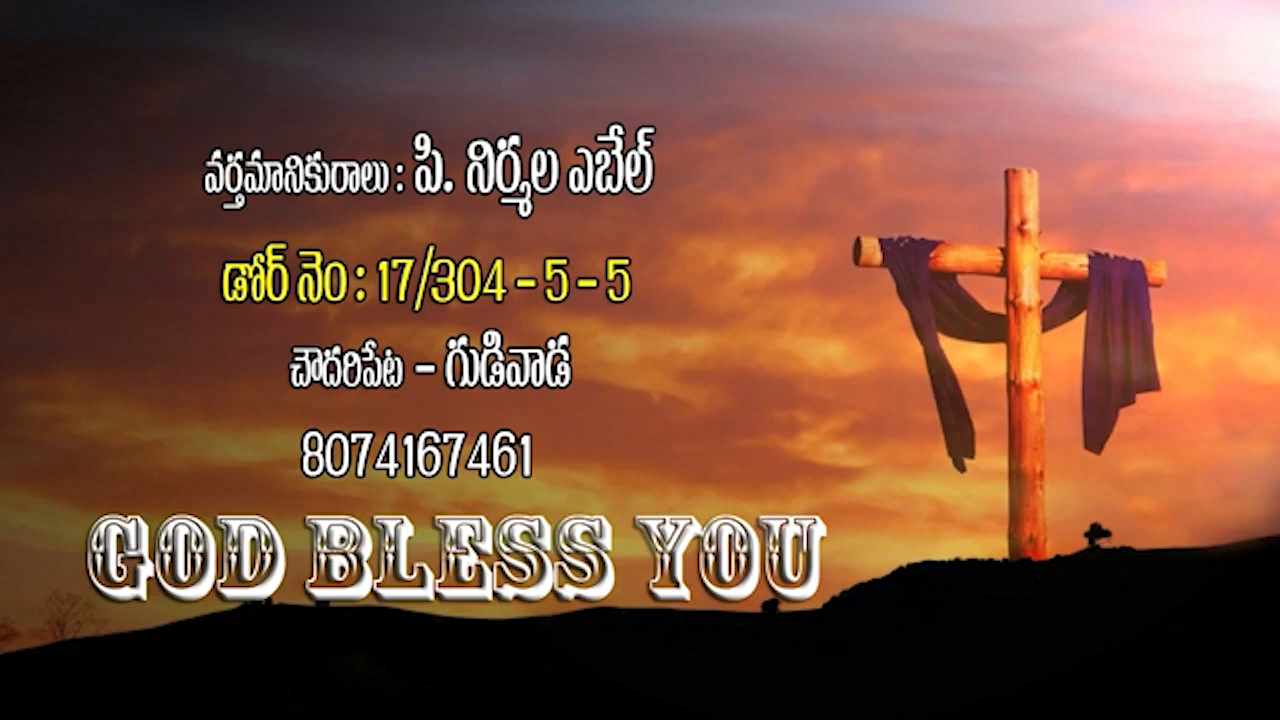 వర్తమానికురాలు : పి. నిర్మల ఎబేల్
డోర్ నెం : 17/304 - 5 - 5
చౌదరిపేట - గుడివాడ
8074167461
GOD BLESS YOU